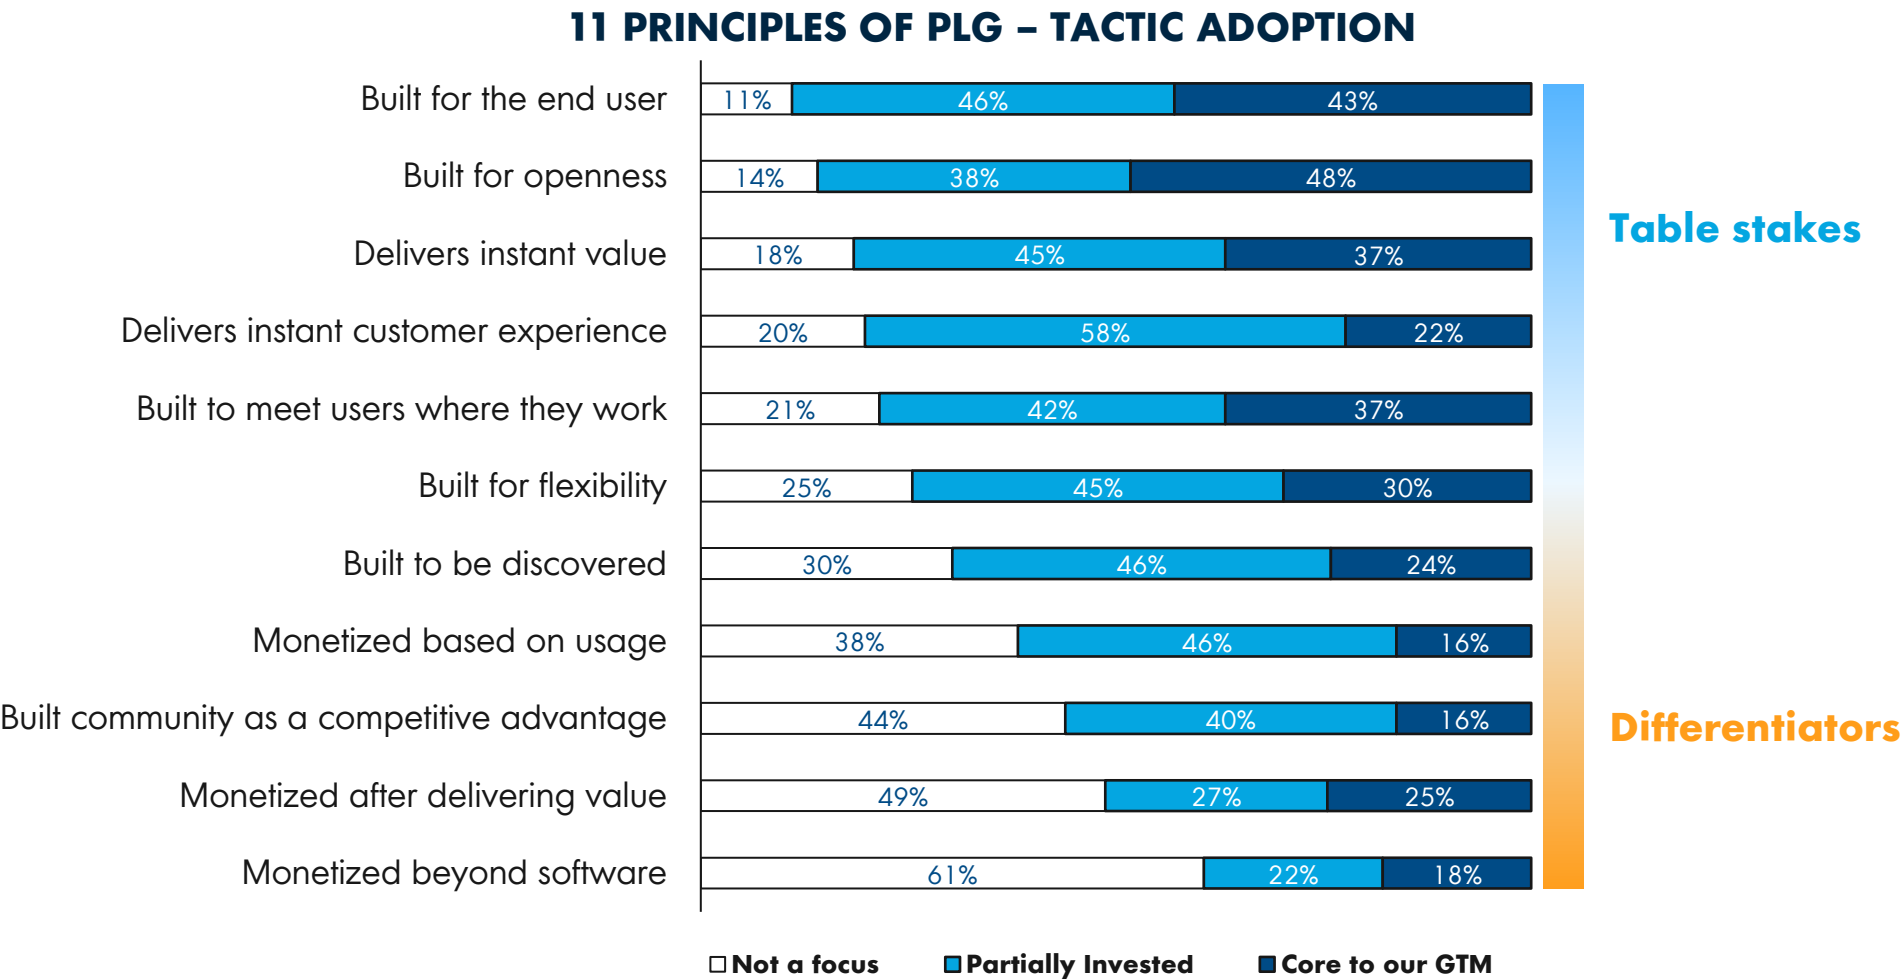 11 PRINCIPLES OF PLG – TACTIC ADOPTION
Built for the end user 11% 46% 43%
Built for openness 14% 38% 48%
Delivers instant value 18% 45% 37%
Delivers instant customer experience 20% 58% 22%
Built to meet users where they work 21% 42% 37%
Built for flexibility 25% 45% 30%
Built to be discovered 30% 46% 24%
Monetized based on usage 38% 46% 16%
Built community as a competitive advantage 44% 40% 16%
Monetized after delivering value 49% 27% 25%
Monetized beyond software 61% 22% 18%
Table stakes
Differentiators
Not a focus Partially Invested Core to our GTM